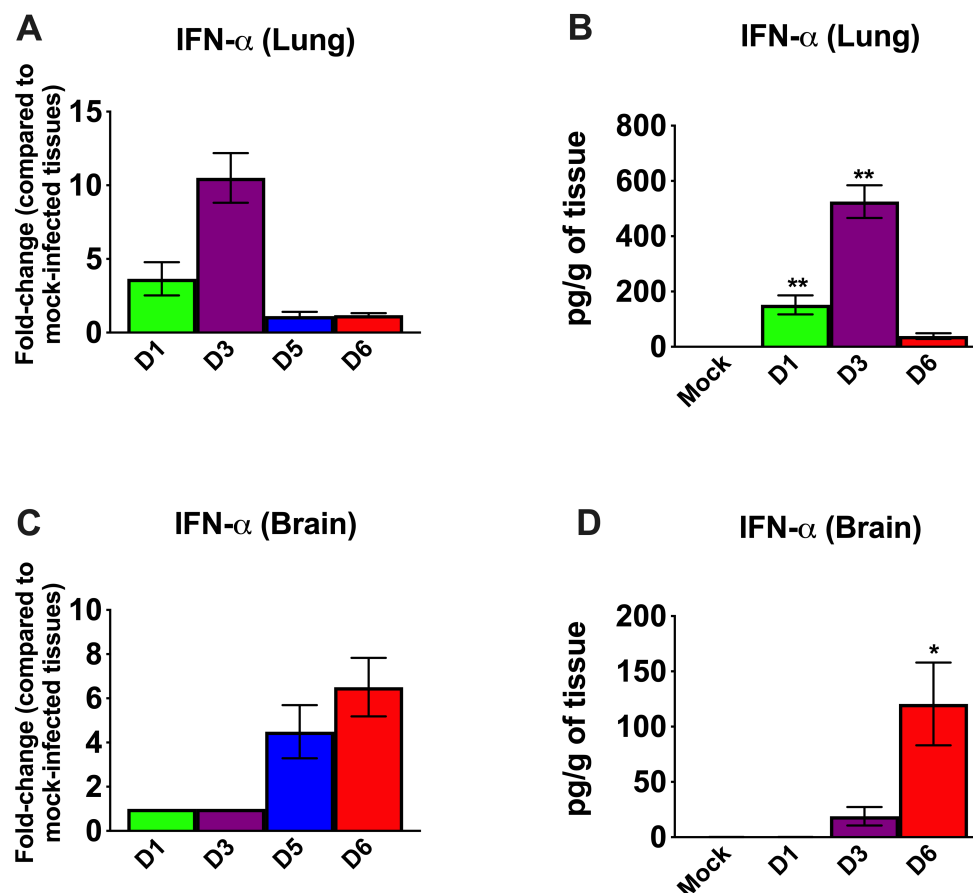 A
IFN-α (Lung)
Fold-change (compared to
mock-infected tissues)
15
10
5
0
D1
D3
D5
D6
B
IFN-α (Lung)
pg/g of tissue
800
600
400
200
0
**
**
Mock
D1
D3
D6
C
IFN-α (Brain)
Fold-change (compared to
mock-infected tissues)
10
8
6
4
2
0
D1
D3
D5
D6
D
IFN-α (Brain)
pg/g of tissue
200
150
100
50
0
*
Mock
D1
D3
D6